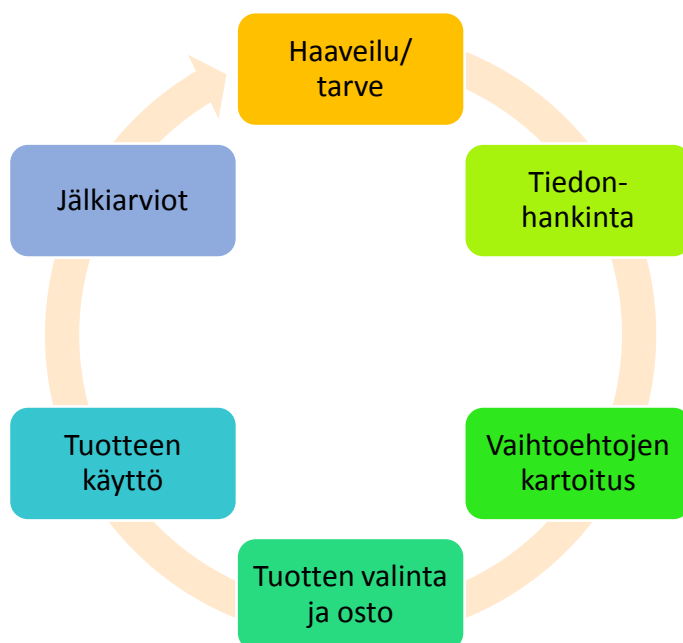 Haaveilu/
tarve
Tiedon-
hankinta
Vaihtoehtojen
kartoitus
Tuotten valinta
ja osto
Tuotteen
käyttö
Jälkiarviot